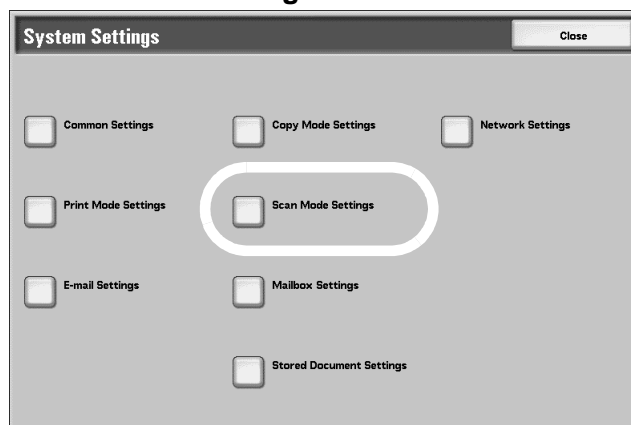 System Settings
Close
Common Settings
Copy Mode Settings
Network Settings
Print Mode Settings
Scan Mode Settings
E-mail Settings
Mailbox Settings
Stored Document Settings